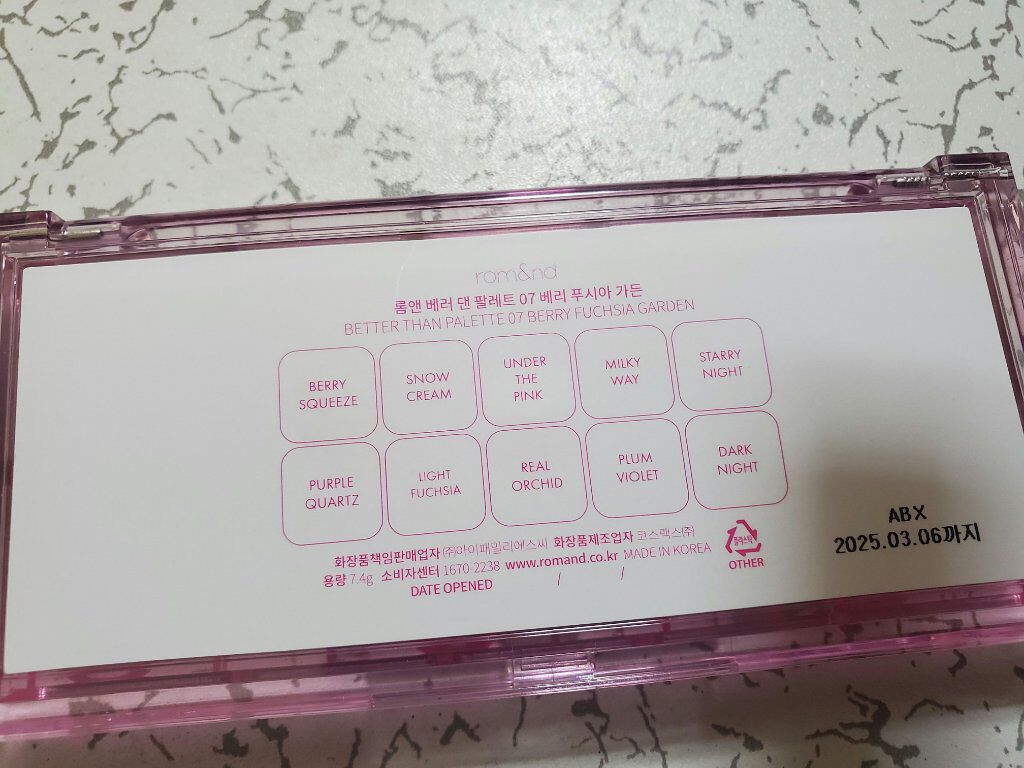 rom&nd
롬앤 베러 댄 팔레트 07 베리 푸시아 가든
BETTER THAN PALETTE 07 BERRY FUCHSIA GARDEN
BERRY
SQUEEZE
SNOW
CREAM
UNDER
THE
PINK
MILKY
WAY
STARRY
NIGHT
PURPLE
QUARTZ
LIGHT
FUCHSIA
REAL
ORCHID
PLUM
VIOLET
DARK
NIGHT
화장품책임판매업자 (주)아이패밀리에스씨 화장품제조업자 코스맥스(주)
용량 7.4g 소비자센터 1670-2238 www.romand.co.kr MADE IN KOREA
DATE OPENED / /
플라스틱
OTHER
ABX
2025.03.06까지